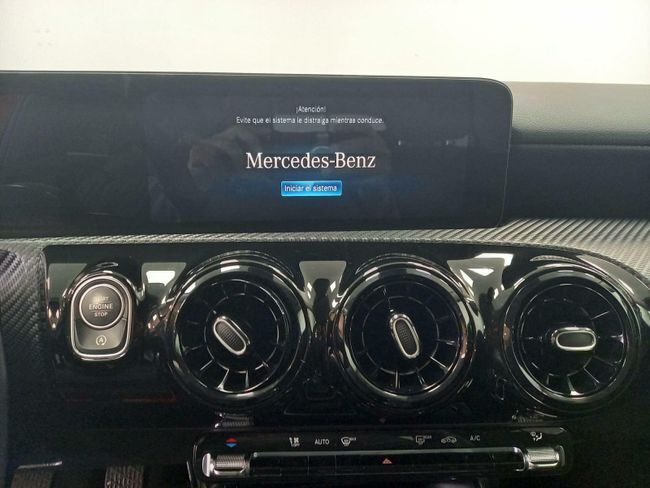 ¡Atención!
Evite que el sistema le distraiga mientras conduce.
Mercedes-Benz
Iniciar el sistema
START
ENGINE
STOP
A
AUTO
A/C